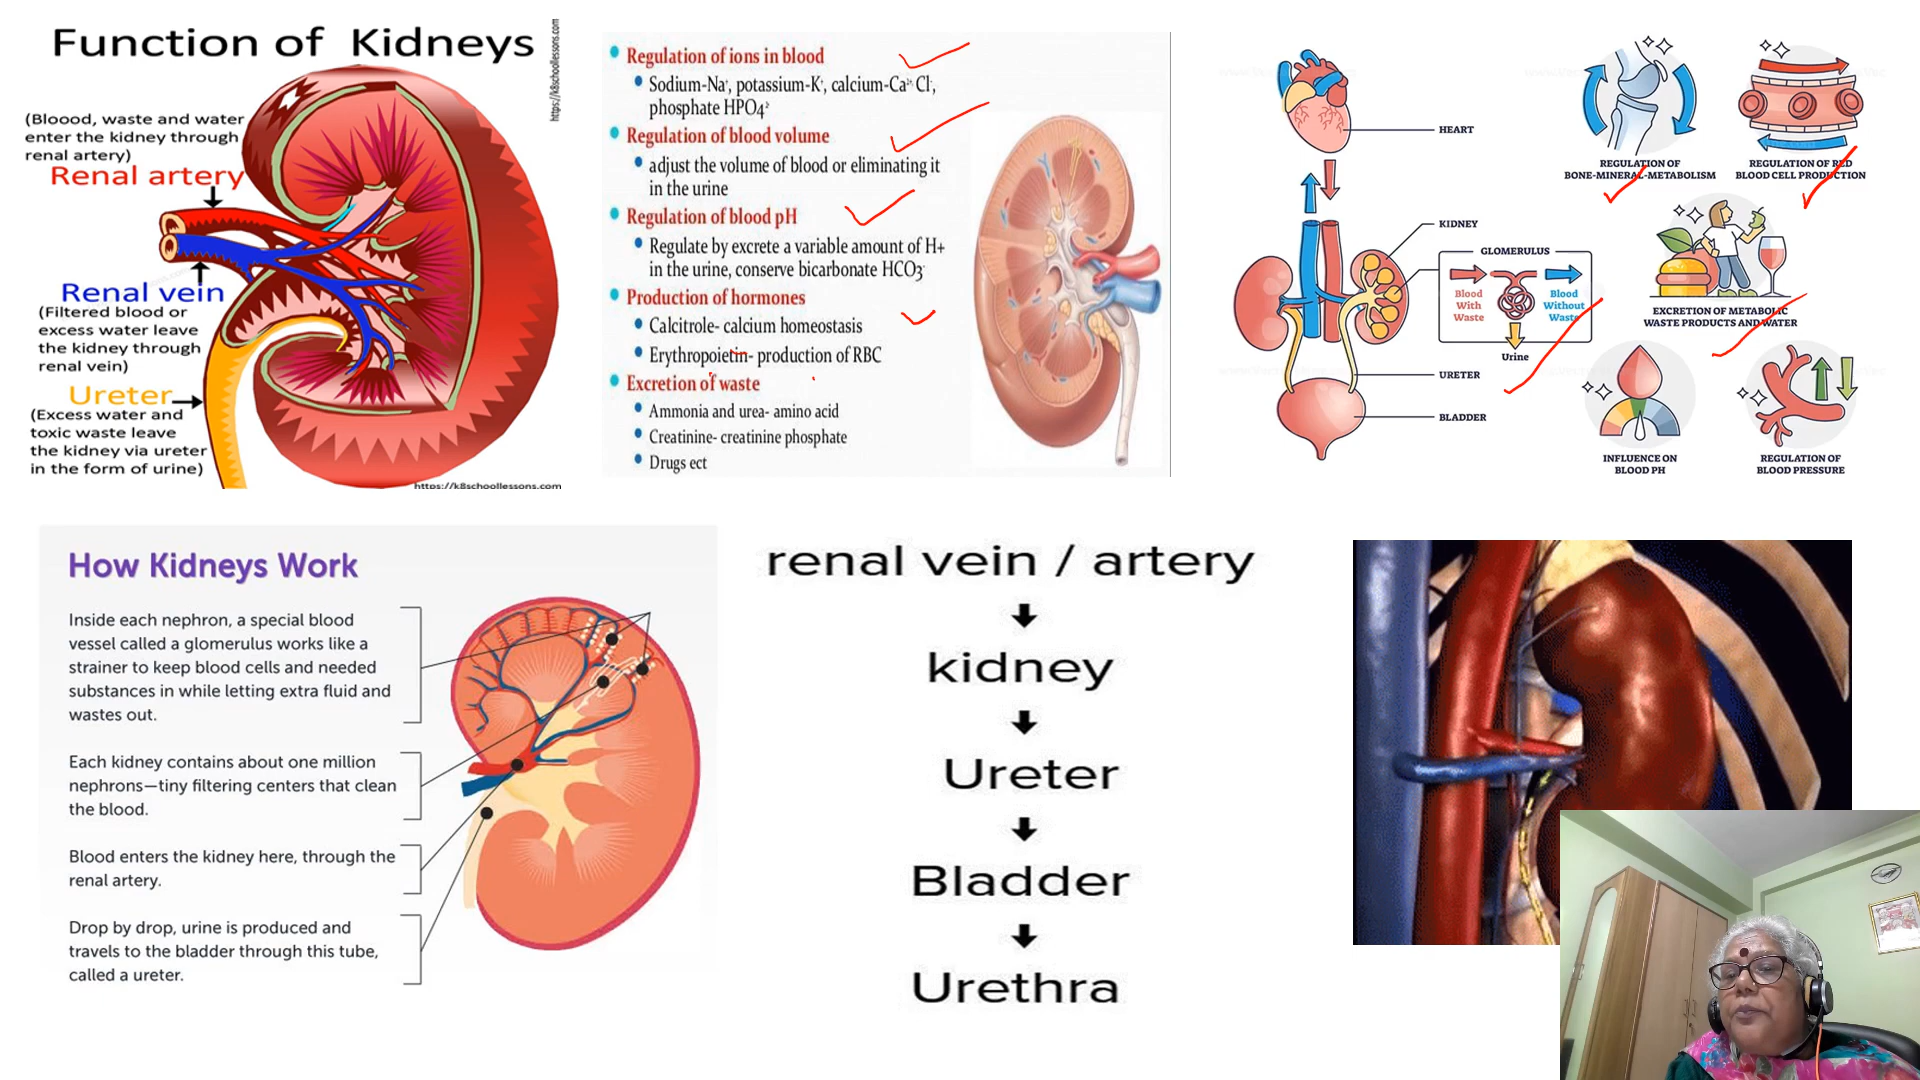 Function of Kidneys
https://k8schoollessons.com
(Bloood, waste and water
enter the kidney through
renal artery)
Renal artery
Renal vein
(Filtered blood or
excess water leave
the kidney through
renal vein)
Ureter
(Excess water and
toxic waste leave
the kidney via ureter
in the form of urine)
https://k8schoollessons.com
Regulation of ions in blood
Sodium-Na⁺, potassium-K⁺, calcium-Ca²⁺ Cl⁻,
phosphate HPO4²⁻
Regulation of blood volume
adjust the volume of blood or eliminating it
in the urine
Regulation of blood pH
Regulate by excrete a variable amount of H+
in the urine, conserve bicarbonate HCO3⁻
Production of hormones
Calcitrole- calcium homeostasis
Erythropoietin- production of RBC
Excretion of waste
Ammonia and urea- amino acid
Creatinine- creatinine phosphate
Drugs ect
HEART
KIDNEY
GLOMERULUS
Blood
With
Waste
Blood
Without
Waste
Urine
URETER
BLADDER
REGULATION OF
BONE-MINERAL-METABOLISM
REGULATION OF RED
BLOOD CELL PRODUCTION
EXCRETION OF METABOLIC
WASTE PRODUCTS AND WATER
INFLUENCE ON
BLOOD PH
REGULATION OF
BLOOD PRESSURE
How Kidneys Work
Inside each nephron, a special blood
vessel called a glomerulus works like a
strainer to keep blood cells and needed
substances in while letting extra fluid and
wastes out.
Each kidney contains about one million
nephrons—tiny filtering centers that clean
the blood.
Blood enters the kidney here, through the
renal artery.
Drop by drop, urine is produced and
travels to the bladder through this tube,
called a ureter.
renal vein / artery
kidney
Ureter
Bladder
Urethra